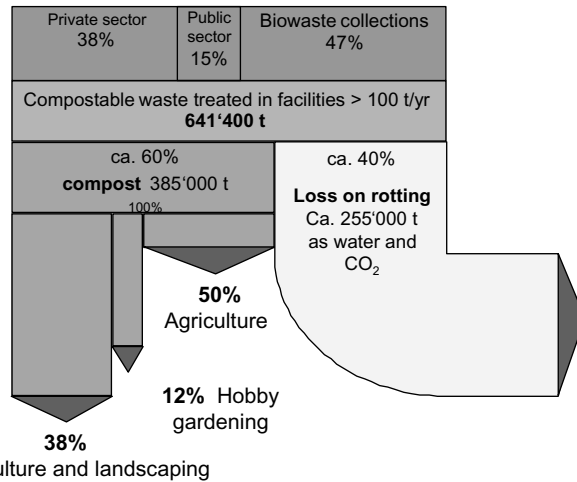 Private sector
38%
Public
sector
15%
Biowaste collections
47%
Compostable waste treated in facilities > 100 t/yr
641‘400 t
ca. 60%
compost 385‘000 t
100%
ca. 40%
Loss on rotting
Ca. 255‘000 t
as water and
CO₂
50%
Agriculture
12% Hobby
gardening
38%
and landscaping